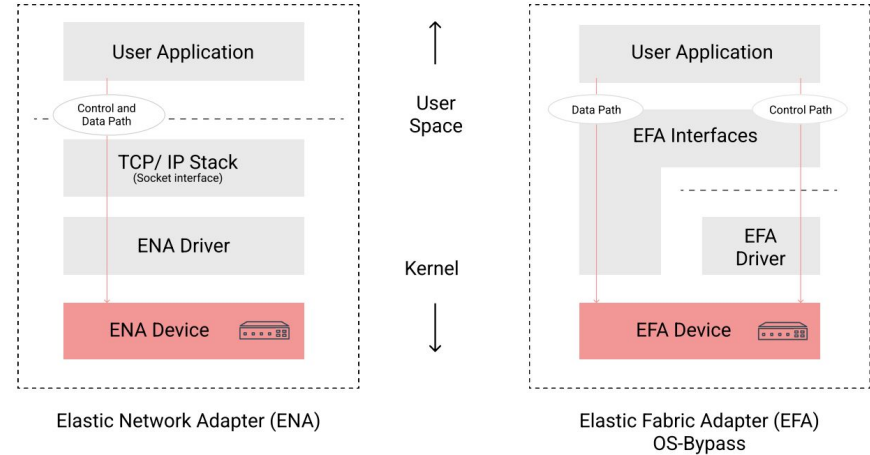 User Application
Control and
Data Path
TCP/ IP Stack
(Socket interface)
ENA Driver
ENA Device
Elastic Network Adapter (ENA)
User
Space
Kernel
User Application
Data Path
Control Path
EFA Interfaces
EFA
Driver
EFA Device
Elastic Fabric Adapter (EFA)
OS-Bypass